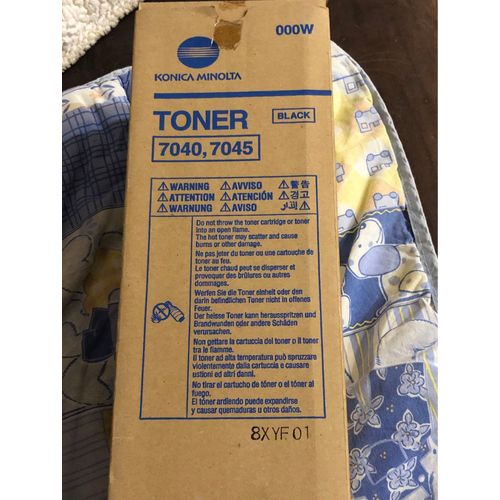 000W
KONICA MINOLTA
TONER BLACK
7040, 7045
⚠WARNING ⚠AVVISO ⚠警告
⚠ATTENTION ⚠ATENCIÓN ⚠경고
⚠WARNUNG ⚠AVISO
Do not throw the toner cartridge or toner
into an open flame.
The hot toner may scatter and cause
burns or other damage.
Ne pas jeter du toner ou une cartouche de
toner au feu.
Le toner chaud peut se disperser et
provoquer des brûlures ou autres
dommages.
Werfen Sie die Toner einheit oder den
darin befindlichen Toner nicht in offenes
Feuer.
Der heisse Toner kann herausspritzen und
Brandwunden oder andere Schäden
verursachen.
Non gettare la cartuccia del toner o il toner
tra le fiamme.
Il toner ad alta temperatura può spruzzare
violentemente dalla cartuccia e causare
ustioni ed altri danni.
No tirar el cartucho de tóner o el tóner al
fuego.
El tóner ardiendo puede expandirse
y causar quemaduras u otros daños.
8XYF01